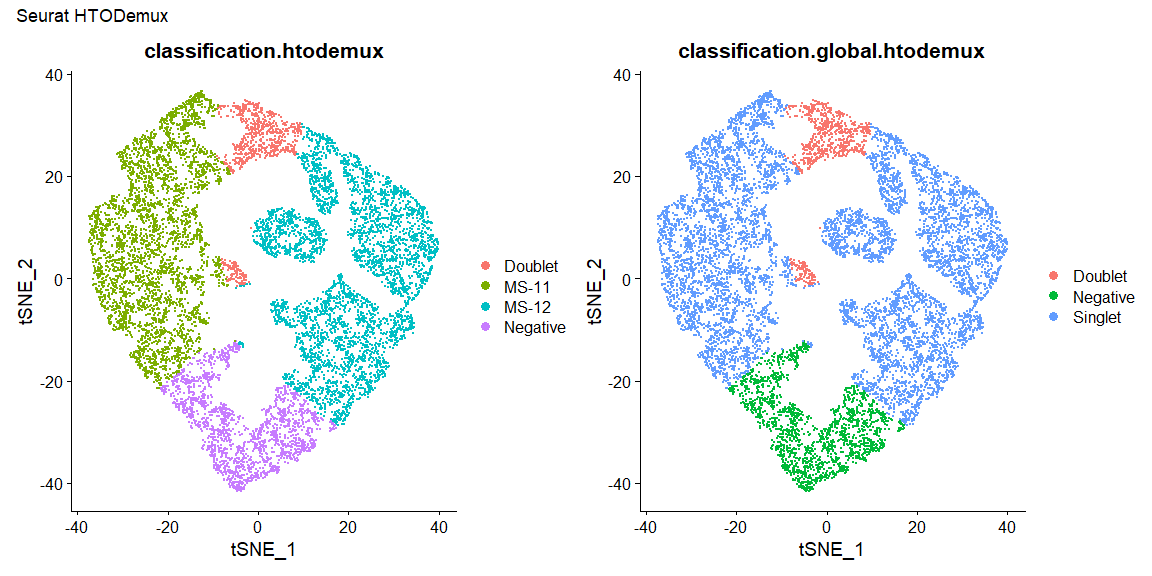 Seurat HTODemux
classification.htodemux
40
20
0
-20
-40
-40
-20
0
20
40
tSNE_2
tSNE_1
Doublet
MS-11
MS-12
Negative
classification.global.htodemux
40
20
0
-20
-40
-40
-20
0
20
40
tSNE_2
tSNE_1
Doublet
Negative
Singlet